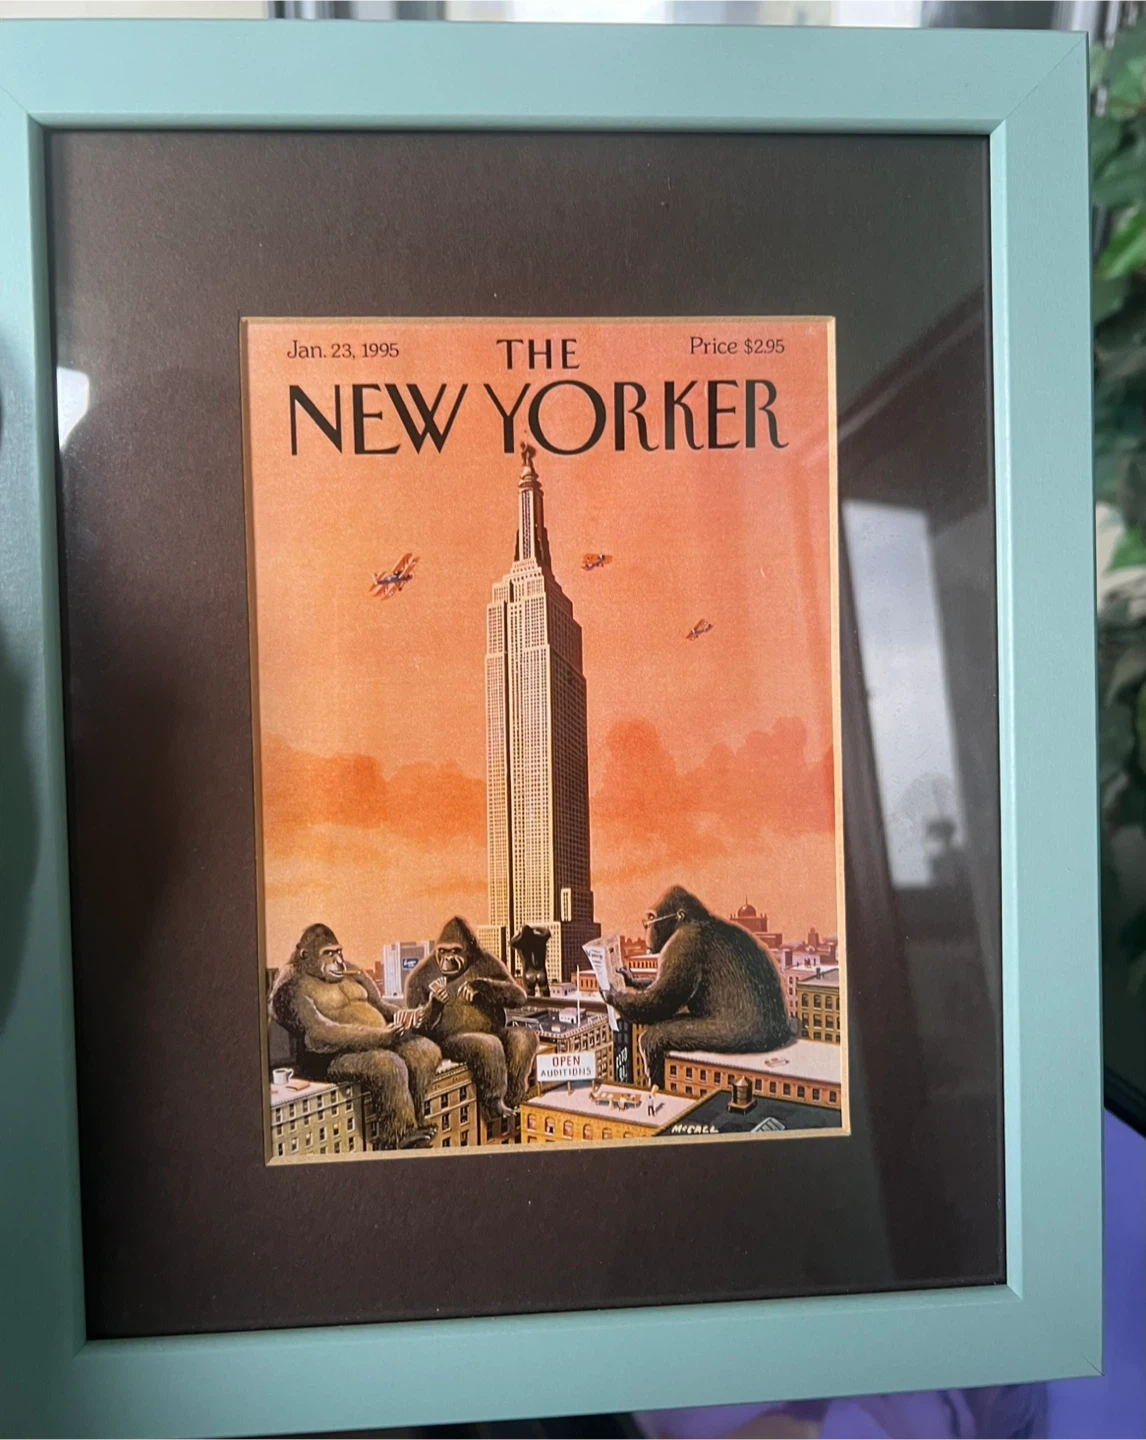 Jan. 23, 1995
THE
Price $2.95
NEW YORKER
OPEN
AUDITIONS
McCALL